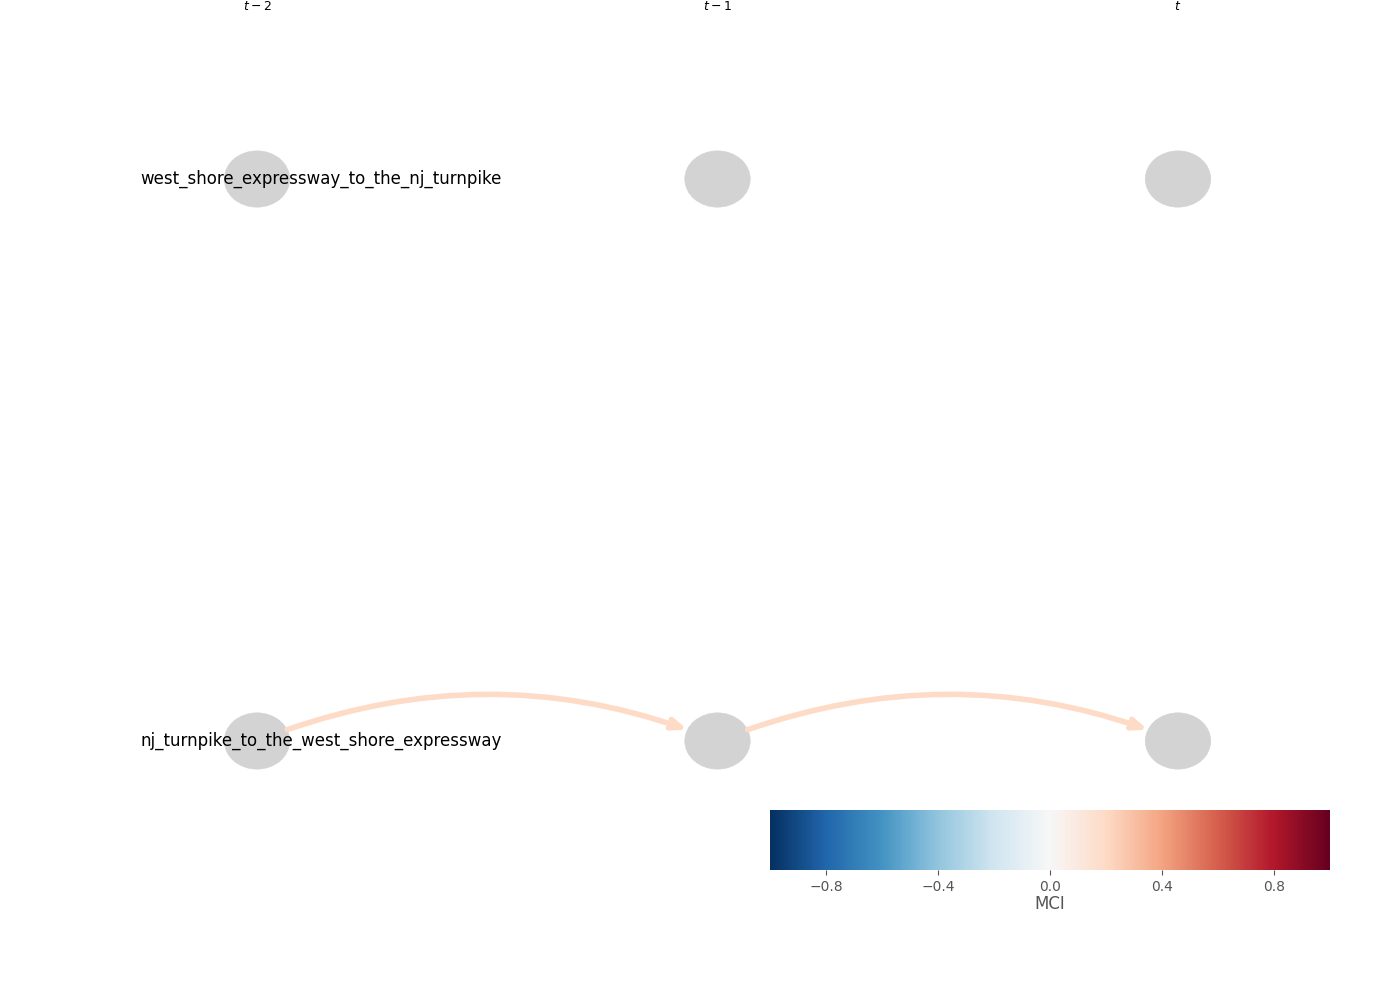 t − 2 t − 1 t
west_shore_expressway_to_the_nj_turnpike
nj_turnpike_to_the_west_shore_expressway
−0.8 −0.4 0.0 0.4 0.8
MCI